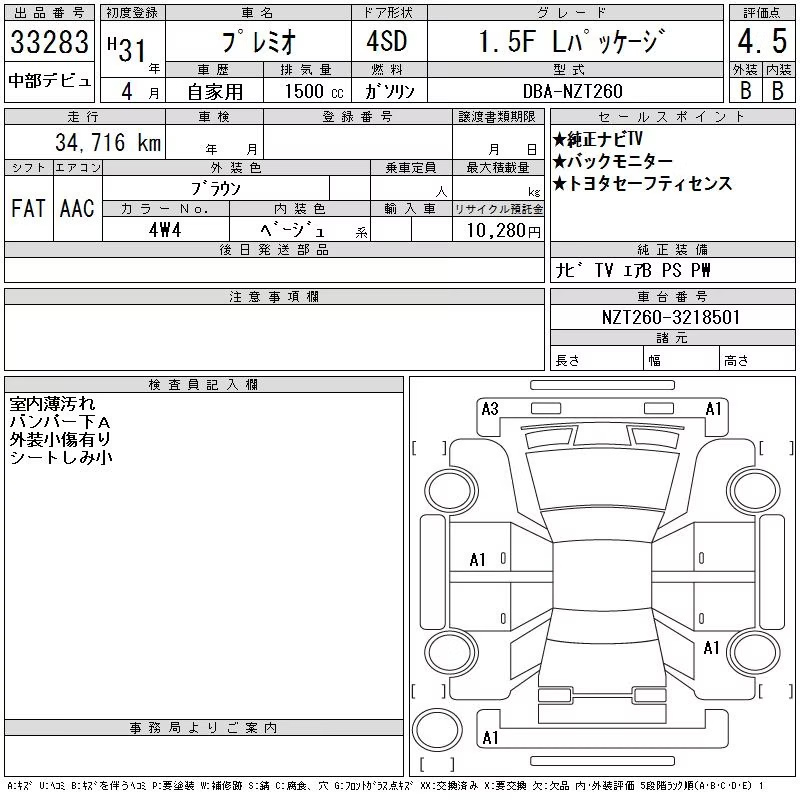 出品番号
33283
中部デビュ
初度登録
H31年
4月
車名
プレミオ
ドア形状
4SD
グレード
1.5F Lパッケージ
評価点
4.5
外装 内装
B B
車歴
自家用
排気量
1500 cc
燃料
ガソリン
型式
DBA-NZT260
走行
34,716 km
車検
年 月
登録番号
譲渡書類期限
月 日
セールスポイント
★純正ナビTV
★バックモニター
★トヨタセーフティセンス
シフト
FAT
エアコン
AAC
外装色
ブラウン
乗車定員
人
最大積載量
kg
カラーNo.
4W4
内装色
ベージュ 系
輸入車
リサイクル預託金
10,280円
後日発送部品
純正装備
ナビ TV エアB PS PW
注意事項欄
車台番号
NZT260-3218501
諸元
長さ 幅 高さ
検査員記入欄
室内薄汚れ
バンパー下A
外装小傷有り
シートしみ小
A3 A1
A1
A1
A1
事務局よりご案内
A:キズ U:ヘコミ B:キズを伴うヘコミ P:要塗装 W:補修跡 S:錆 C:腐食、穴 G:フロントガラス点キズ XX:交換済み X:要交換 欠:欠品 内・外装評価 5段階ランク順(A・B・C・D・E) 1